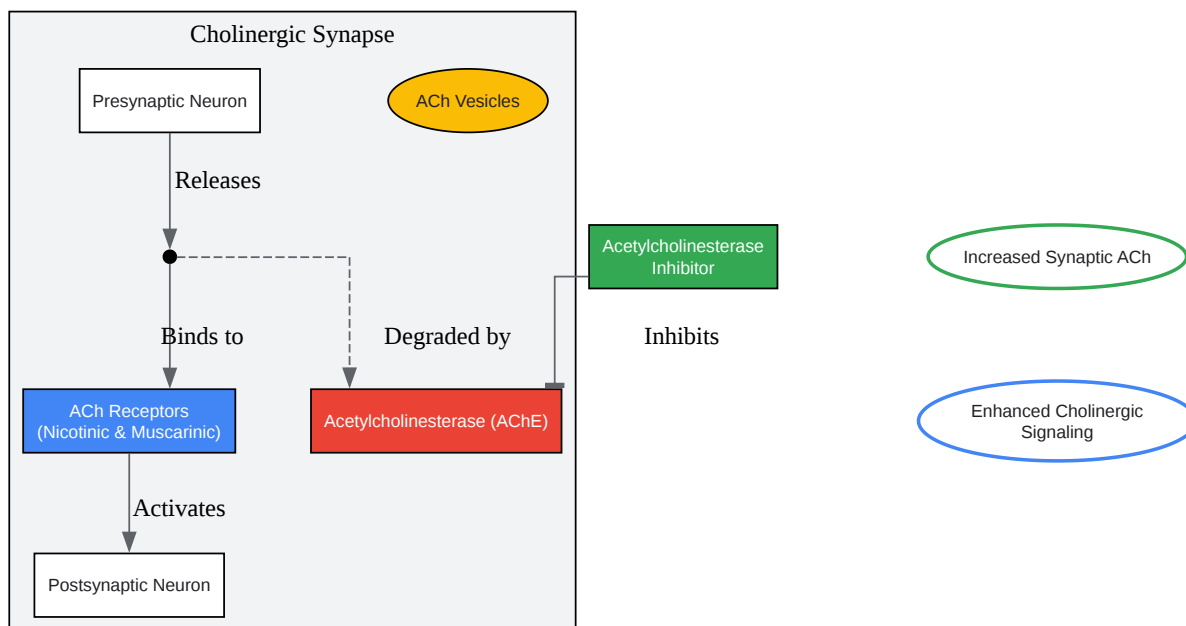 Cholinergic Synapse
Presynaptic Neuron
ACh Vesicles
Releases
Acetylcholinesterase
Inhibitor
Increased Synaptic ACh
Binds to
Degraded by
Inhibits
ACh Receptors
(Nicotinic & Muscarinic)
Acetylcholinesterase (AChE)
Enhanced Cholinergic
Signaling
Activates
Postsynaptic Neuron